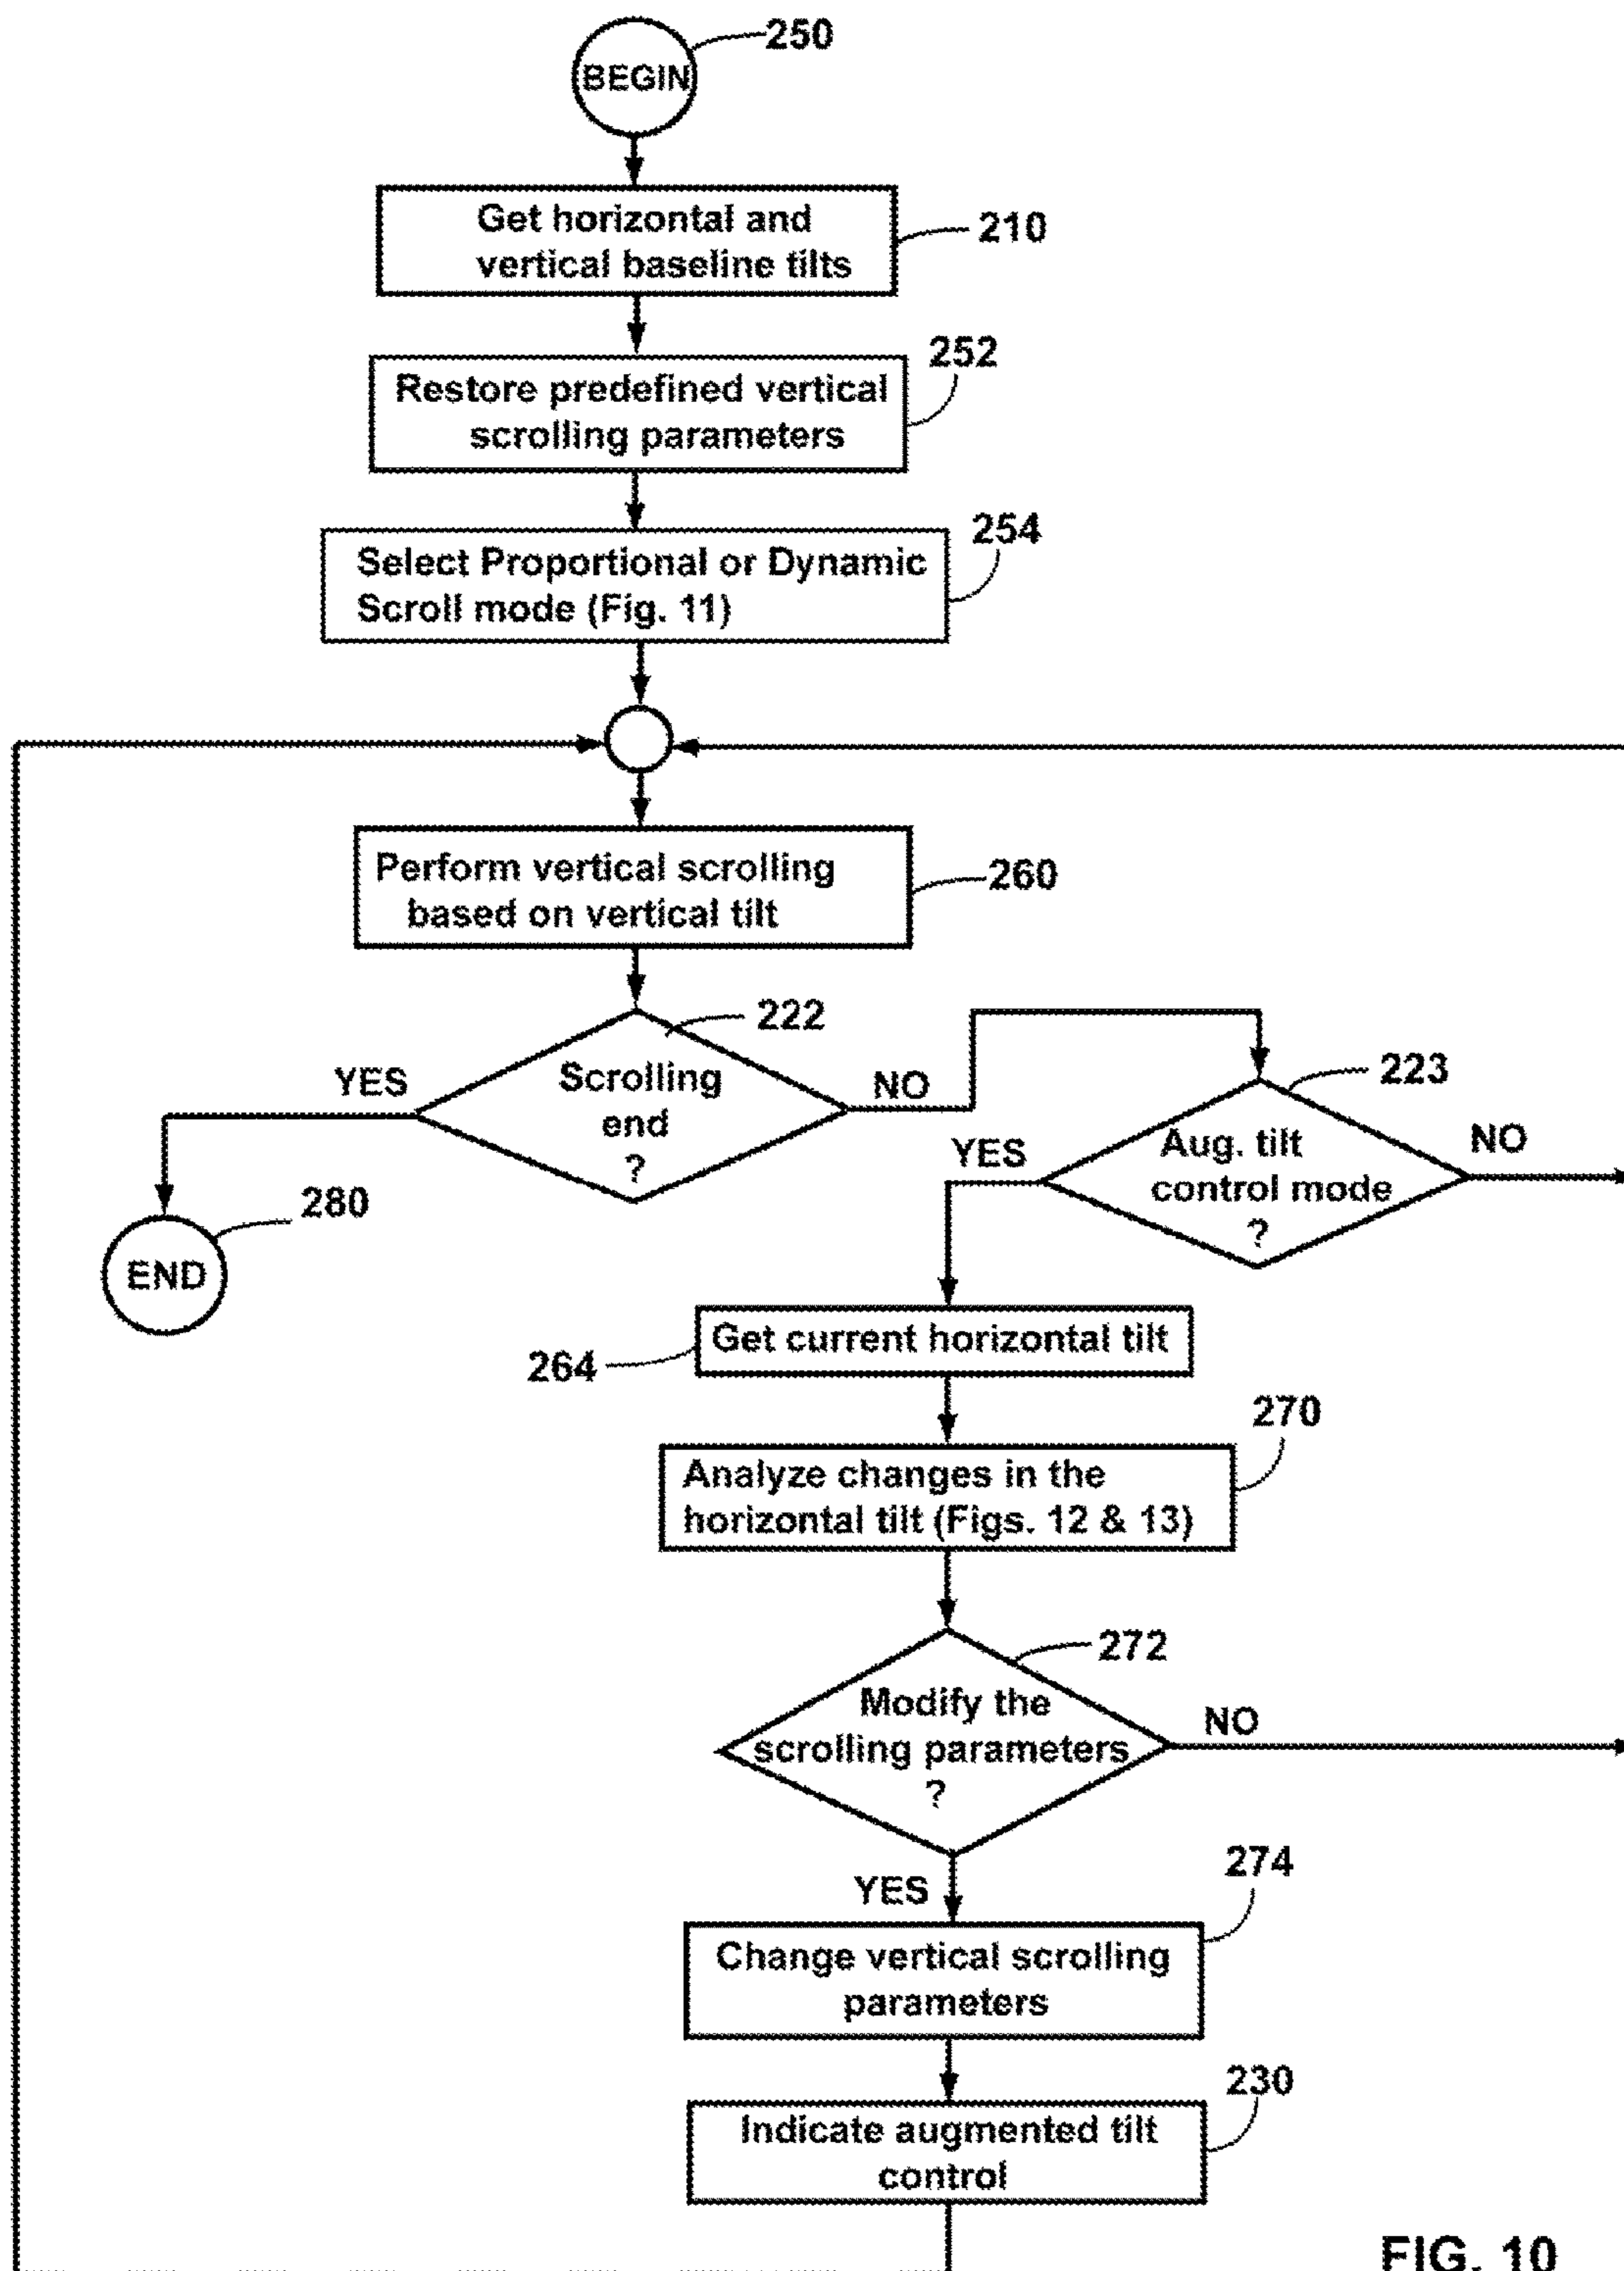 250
BEGIN
Get horizontal and
vertical baseline tilts
210
252
Restore predefined vertical
scrolling parameters
254
Select Proportional or Dynamic
Scroll mode (Fig. 11)
Perform vertical scrolling
based on vertical tilt
260
222
YES
Scrolling
end
?
NO
223
YES
Aug. tilt
control mode
?
NO
280
END
Get current horizontal tilt
264
270
Analyze changes in the
horizontal tilt (Figs. 12 & 13)
272
Modify the
scrolling parameters
?
NO
YES
274
Change vertical scrolling
parameters
230
Indicate augmented tilt
control
FIG. 10